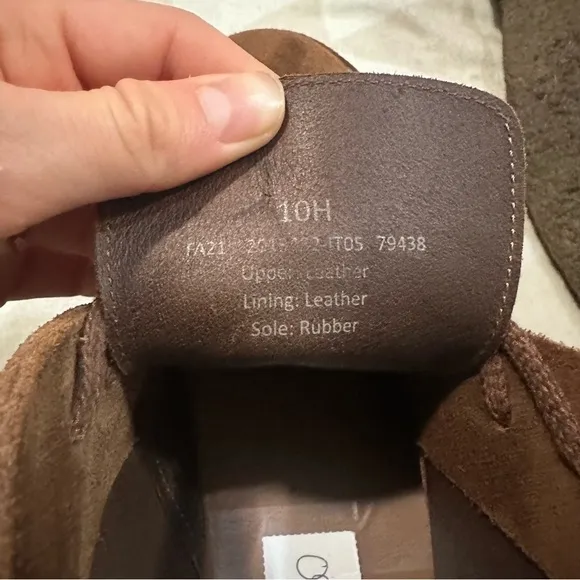 10H
FA21 79438
Upper: Leather
Lining: Leather
Sole: Rubber